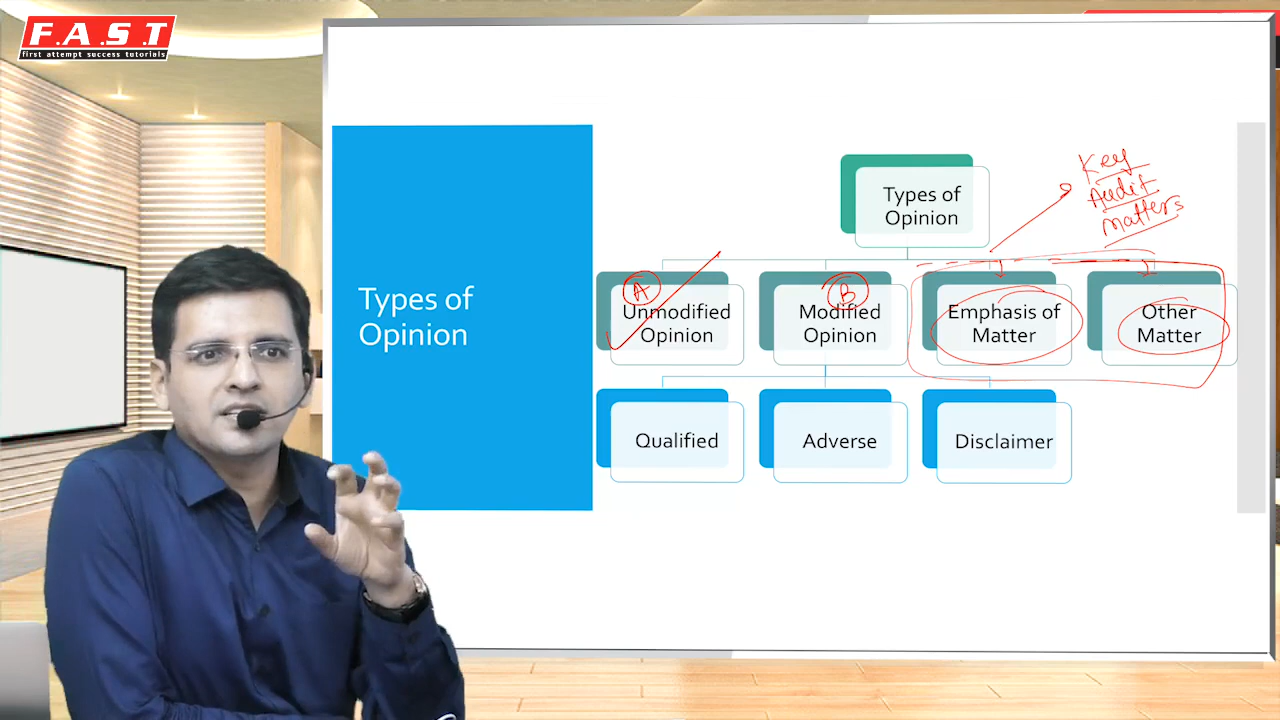 F.A.S.T
first attempt success tutorials
Types of
Opinion
Types of
Opinion
Key
Audit
Matters
A
Unmodified
Opinion
B
Modified
Opinion
Emphasis of
Matter
Other
Matter
Qualified
Adverse
Disclaimer